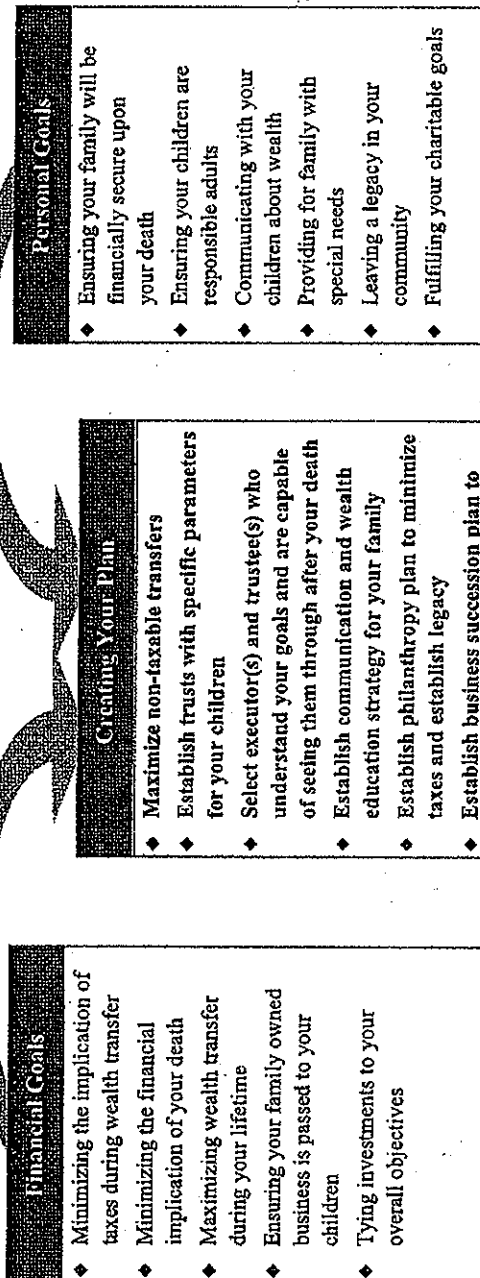 Financial Goals
◆ Minimizing the implication of
taxes during wealth transfer
◆ Minimizing the financial
implication of your death
◆ Maximizing wealth transfer
during your lifetime
◆ Ensuring your family owned
business is passed to your
children
◆ Tying investments to your
overall objectives
Creating Your Plan
◆ Maximize non-taxable transfers
◆ Establish trusts with specific parameters
for your children
◆ Select executor(s) and trustee(s) who
understand your goals and are capable
of seeing them through after your death
◆ Establish communication and wealth
education strategy for your family
◆ Establish philanthropy plan to minimize
taxes and establish legacy
◆ Establish business succession plan to
Personal Goals
◆ Ensuring your family will be
financially secure upon
your death
◆ Ensuring your children are
responsible adults
◆ Communicating with your
children about wealth
◆ Providing for family with
special needs
◆ Leaving a legacy in your
community
◆ Fulfilling your charitable goals